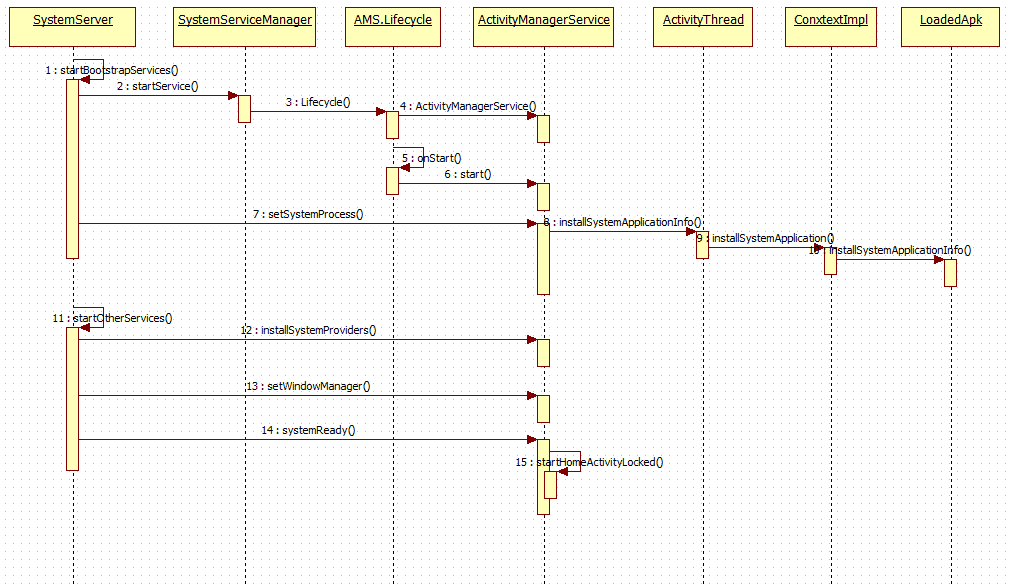 SystemServer
SystemServiceManager
AMS.Lifecycle
ActivityManagerService
ActivityThread
ConxtextImpl
LoadedApk
1 : startBootstrapServices()
2 : startService()
3 : Lifecycle()
4 : ActivityManagerService()
5 : onStart()
6 : start()
7 : setSystemProcess()
8 : installSystemApplicationInfo()
9 : installSystemApplication()
10 : installSystemApplicationInfo()
11 : startOtherServices()
12 : installSystemProviders()
13 : setWindowManager()
14 : systemReady()
15 : startHomeActivityLocked()